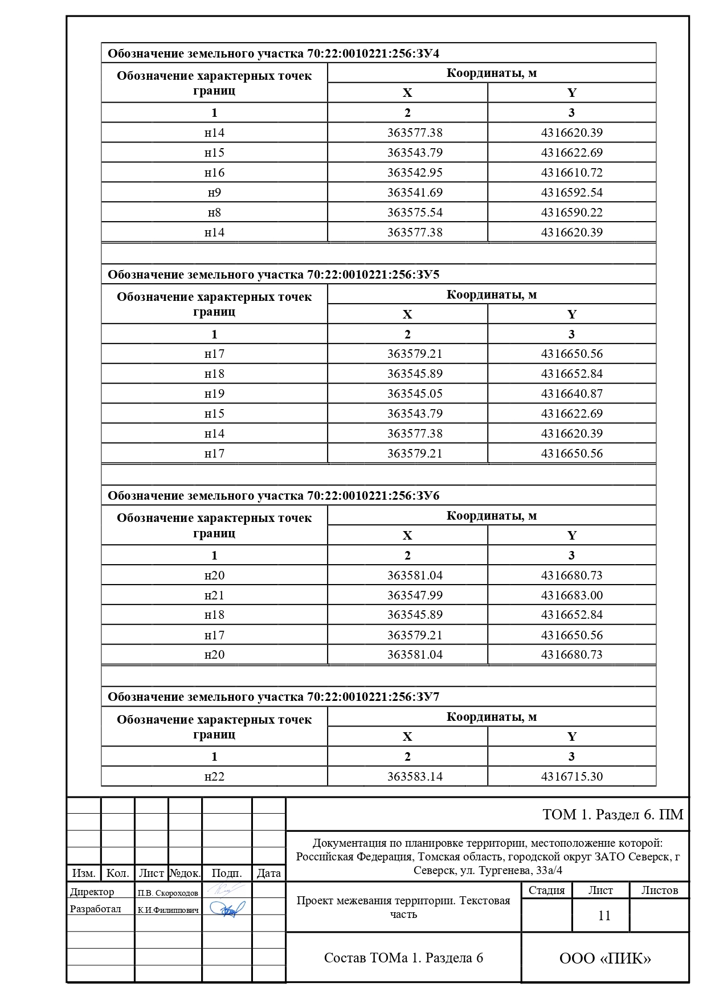 Обозначение земельного участка 70:22:0010221:256:ЗУ4
Обозначение характерных точек границ
Координаты, м
X Y
1 2 3
н14 363577.38 4316620.39
н15 363543.79 4316622.69
н16 363542.95 4316610.72
н9 363541.69 4316592.54
н8 363575.54 4316590.22
н14 363577.38 4316620.39
Обозначение земельного участка 70:22:0010221:256:ЗУ5
Обозначение характерных точек границ
Координаты, м
X Y
1 2 3
н17 363579.21 4316650.56
н18 363545.89 4316652.84
н19 363545.05 4316640.87
н15 363543.79 4316622.69
н14 363577.38 4316620.39
н17 363579.21 4316650.56
Обозначение земельного участка 70:22:0010221:256:ЗУ6
Обозначение характерных точек границ
Координаты, м
X Y
1 2 3
н20 363581.04 4316680.73
н21 363547.99 4316683.00
н18 363545.89 4316652.84
н17 363579.21 4316650.56
н20 363581.04 4316680.73
Обозначение земельного участка 70:22:0010221:256:ЗУ7
Обозначение характерных точек границ
Координаты, м
X Y
1 2 3
н22 363583.14 4316715.30
ТОМ 1. Раздел 6. ПМ
Документация по планировке территории, местоположение которой:
Российская Федерация, Томская область, городской округ ЗАТО Северск, г
Северск, ул. Тургенева, 33а/4
Изм. Кол. Лист №док. Подп. Дата
Директор П.В. Скороходов
Разработал К.И.Филиппович
Проект межевания территории. Текстовая
часть
Стадия Лист Листов
11
Состав ТОМа 1. Раздела 6
ООО «ПИК»